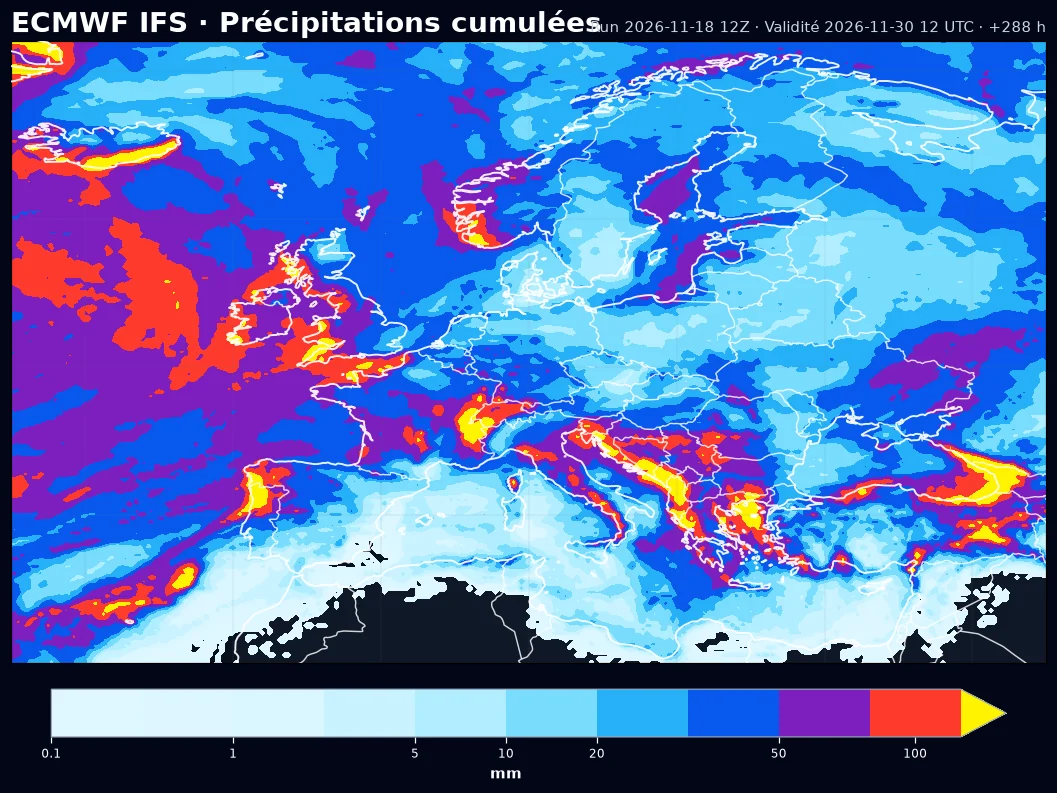 ECMWF IFS · Précipitations cumulées
Run 2026-11-18 12Z · Validité 2026-11-30 12 UTC · +288 h
0.1 1 5 10 20 50 100
mm